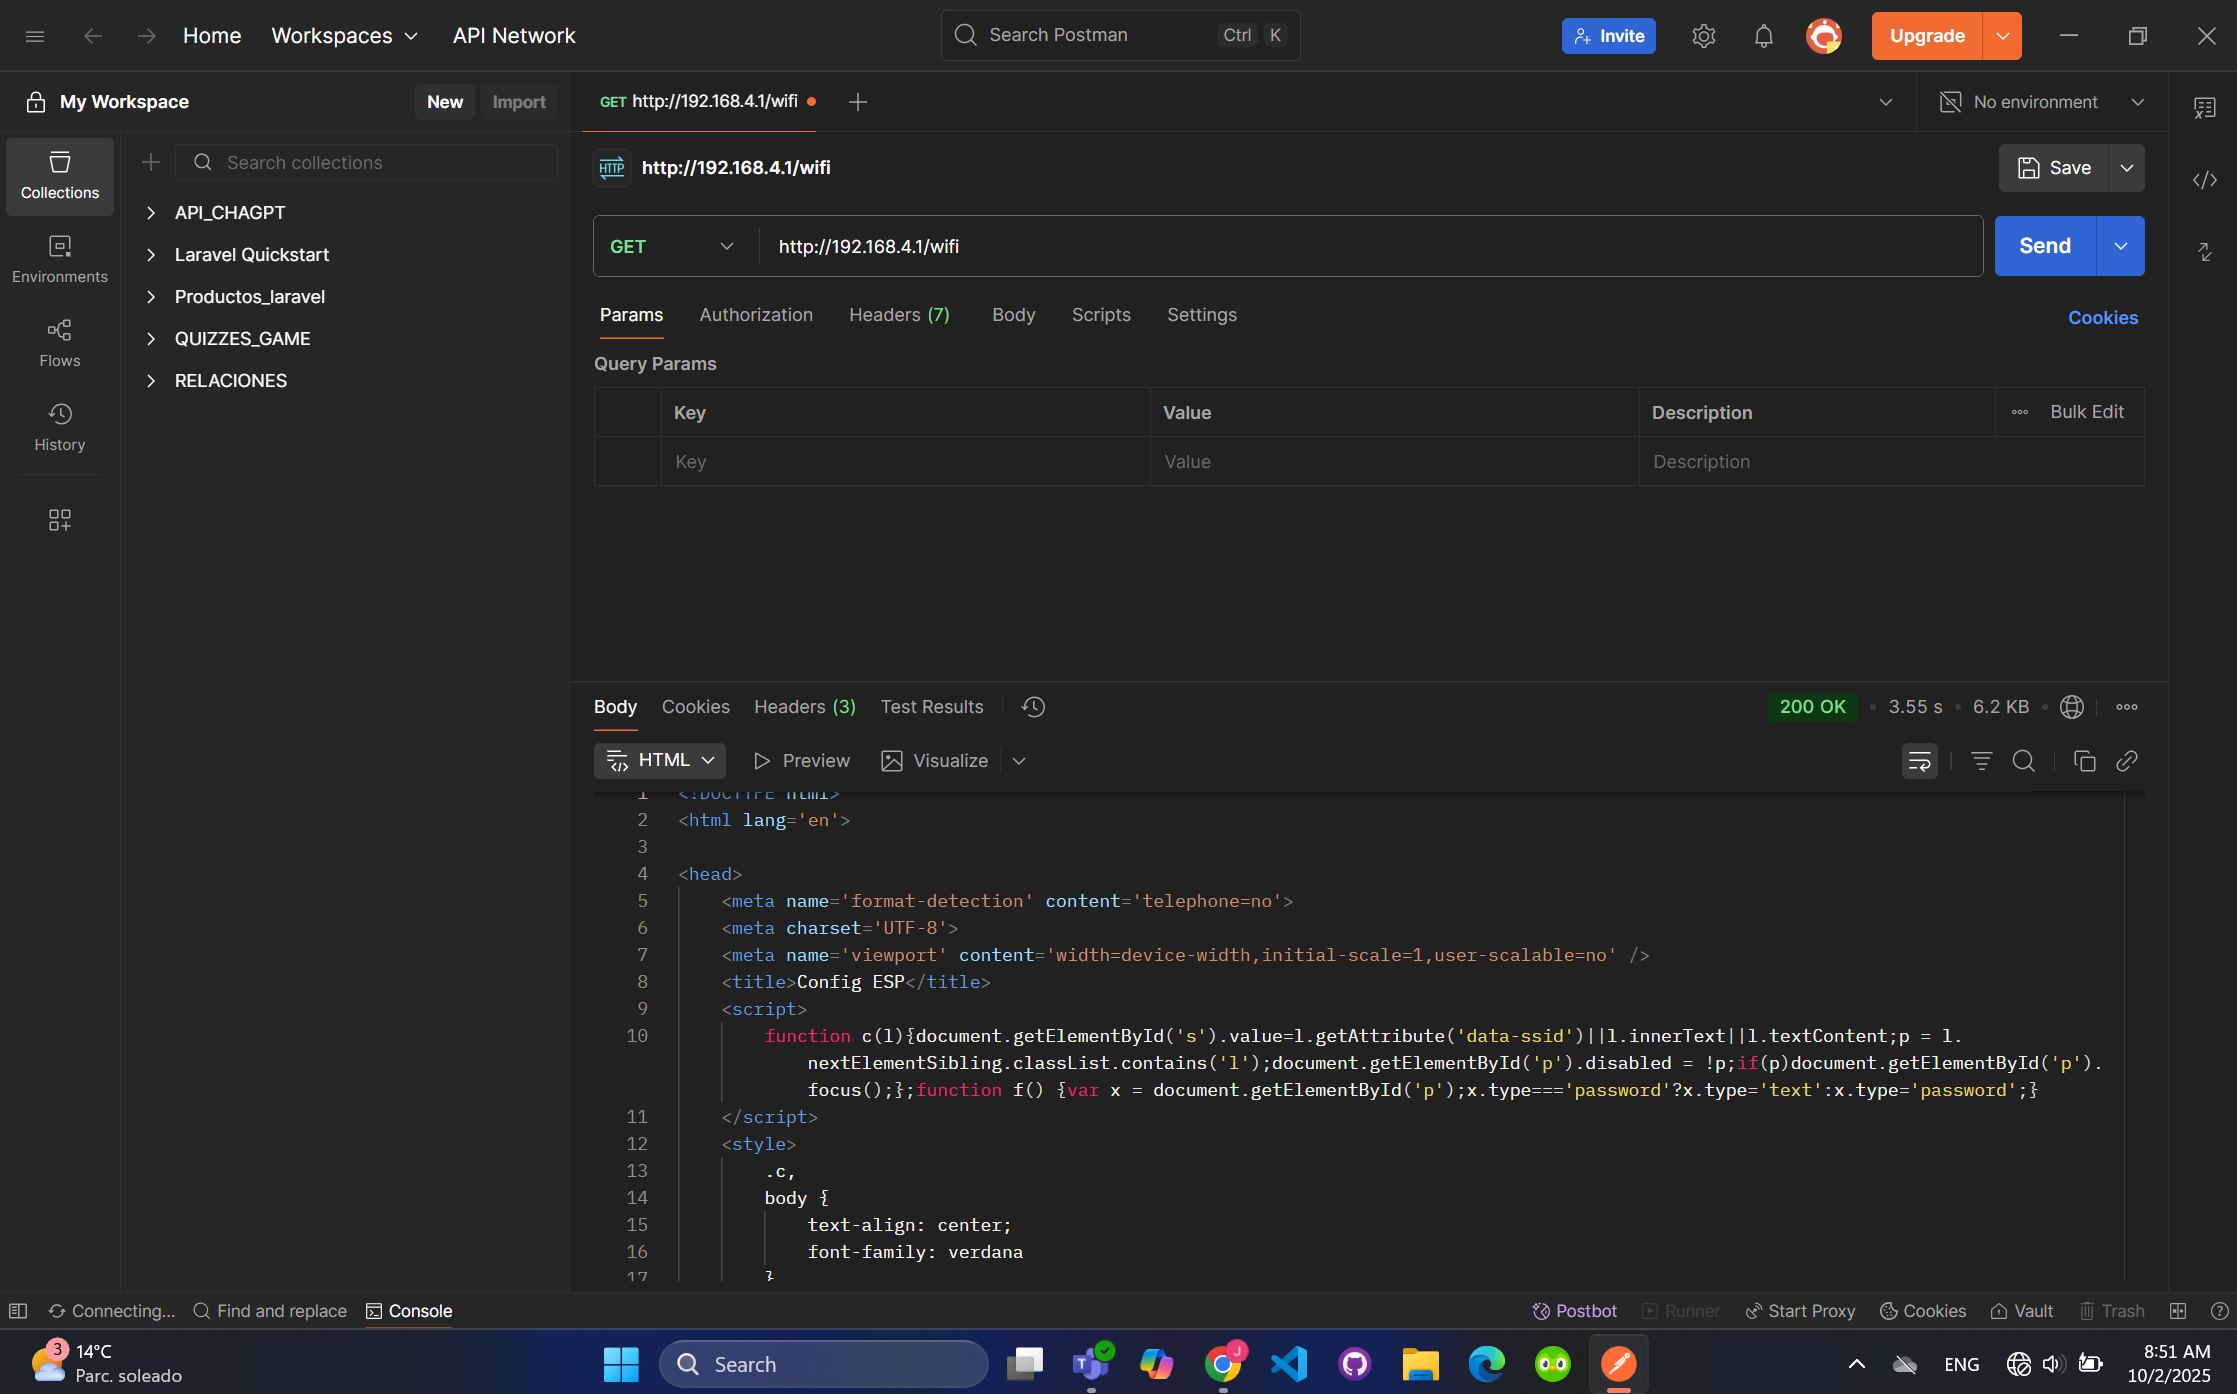 Home
Workspaces
API Network
Search Postman
Ctrl
K
Invite
Upgrade
My Workspace
New
Import
GET http://192.168.4.1/wifi
No environment
Collections
Environments
Flows
History
Search collections
API_CHAGPT
Laravel Quickstart
Productos_laravel
QUIZZES_GAME
RELACIONES
HTTP
http://192.168.4.1/wifi
Save
GET
http://192.168.4.1/wifi
Send
Params
Authorization
Headers (7)
Body
Scripts
Settings
Cookies
Query Params
Key
Value
Description
Bulk Edit
Key
Value
Description
Body
Cookies
Headers (3)
Test Results
200 OK
3.55 s
6.2 KB
HTML
Preview
Visualize
1 <!DOCTYPE html>
2 <html lang='en'>
3
4 <head>
5 <meta name='format-detection' content='telephone=no'>
6 <meta charset='UTF-8'>
7 <meta name='viewport' content='width=device-width,initial-scale=1,user-scalable=no' />
8 <title>Config ESP</title>
9 <script>
10 function c(l){document.getElementById('s').value=l.getAttribute('data-ssid')||l.innerText||l.textContent;p = l.
nextElementSibling.classList.contains('l');document.getElementById('p').disabled = !p;if(p)document.getElementById('p').
focus();};function f() {var x = document.getElementById('p');x.type==='password'?x.type='text':x.type='password';}
11 </script>
12 <style>
13 .c,
14 body {
15 text-align: center;
16 font-family: verdana
17 }
Connecting...
Find and replace
Console
Postbot
Runner
Start Proxy
Cookies
Vault
Trash
3
14°C
Parc. soleado
Search
J
ENG
8:51 AM
10/2/2025